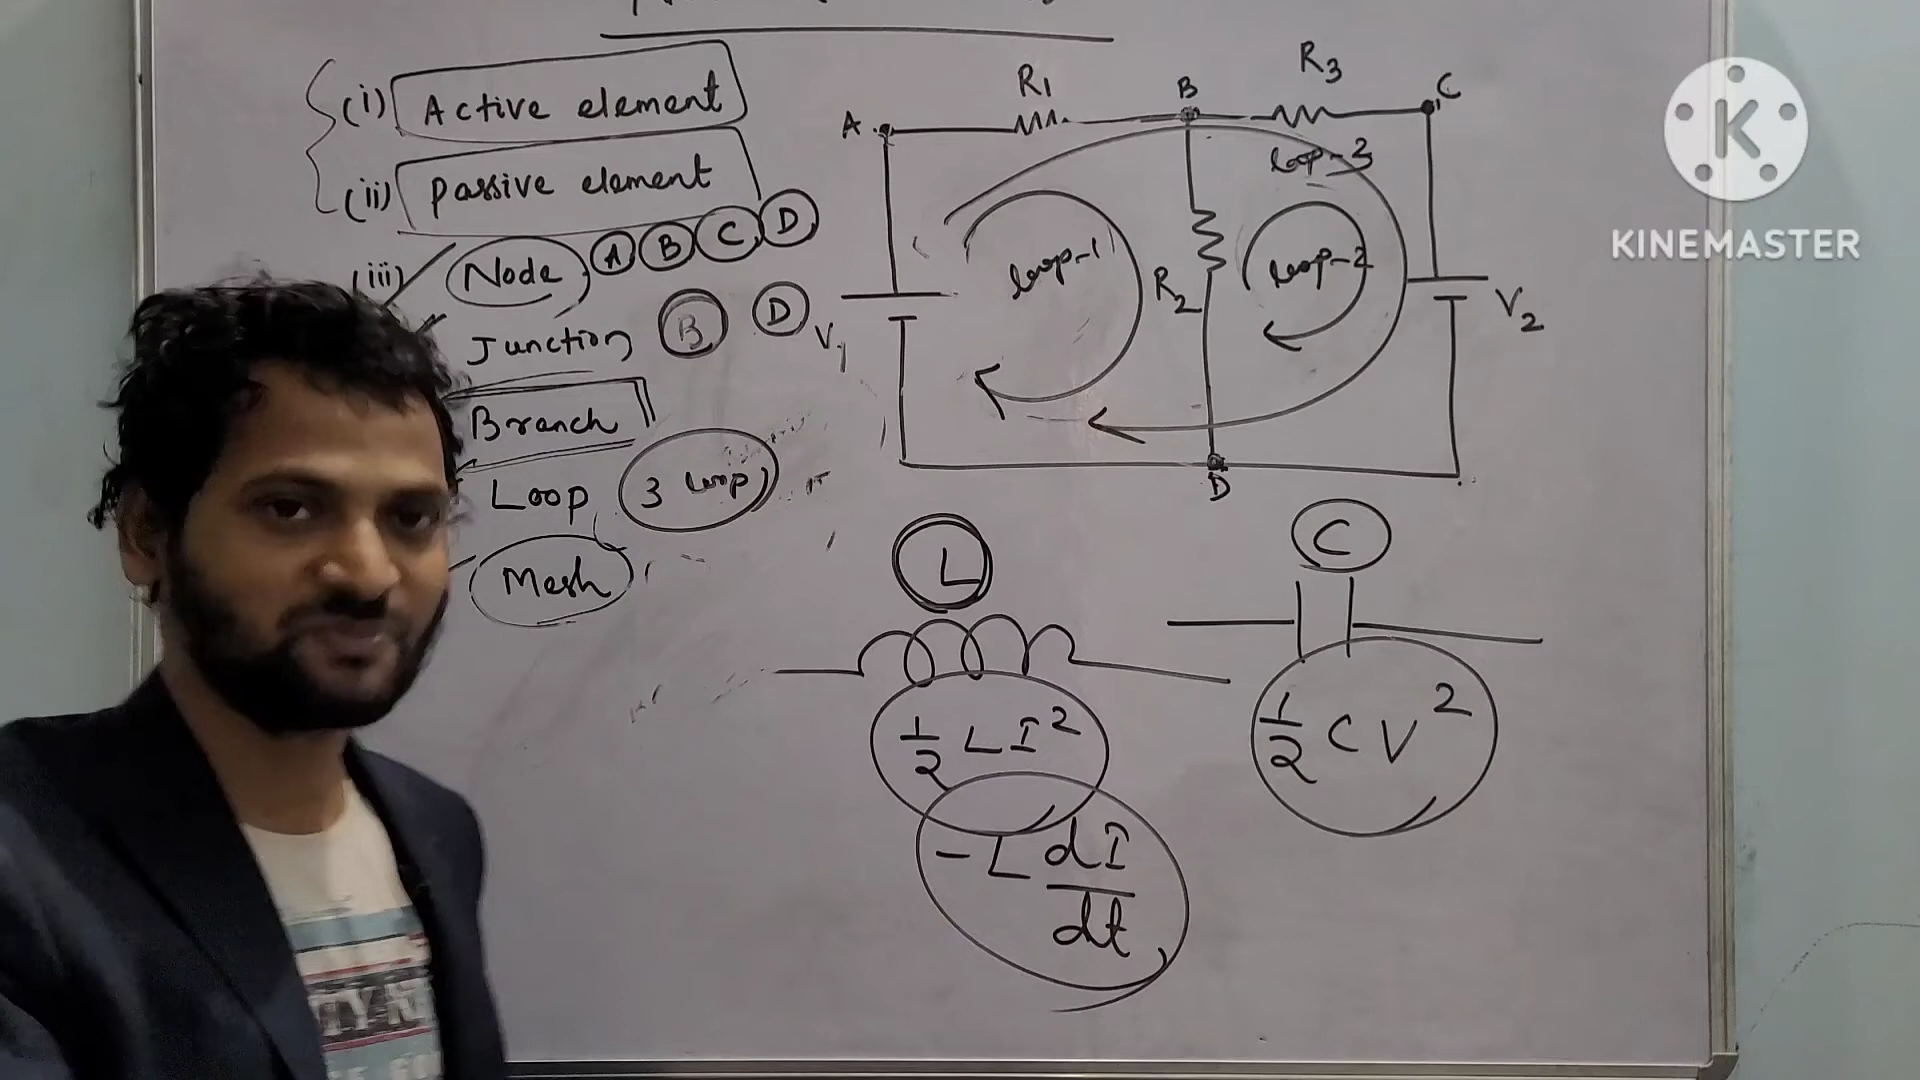 (i) Active element
(ii) Passive element
(iii) Node A B C D
Junction B D
Branch
Loop 3 loop
Mesh
A R1 B R3 C
loop-3
loop-1
R2
loop-2
V1
V2
D
L
C
1/2 LI²
1/2 CV²
-L dI/dt
K
KINEMASTER